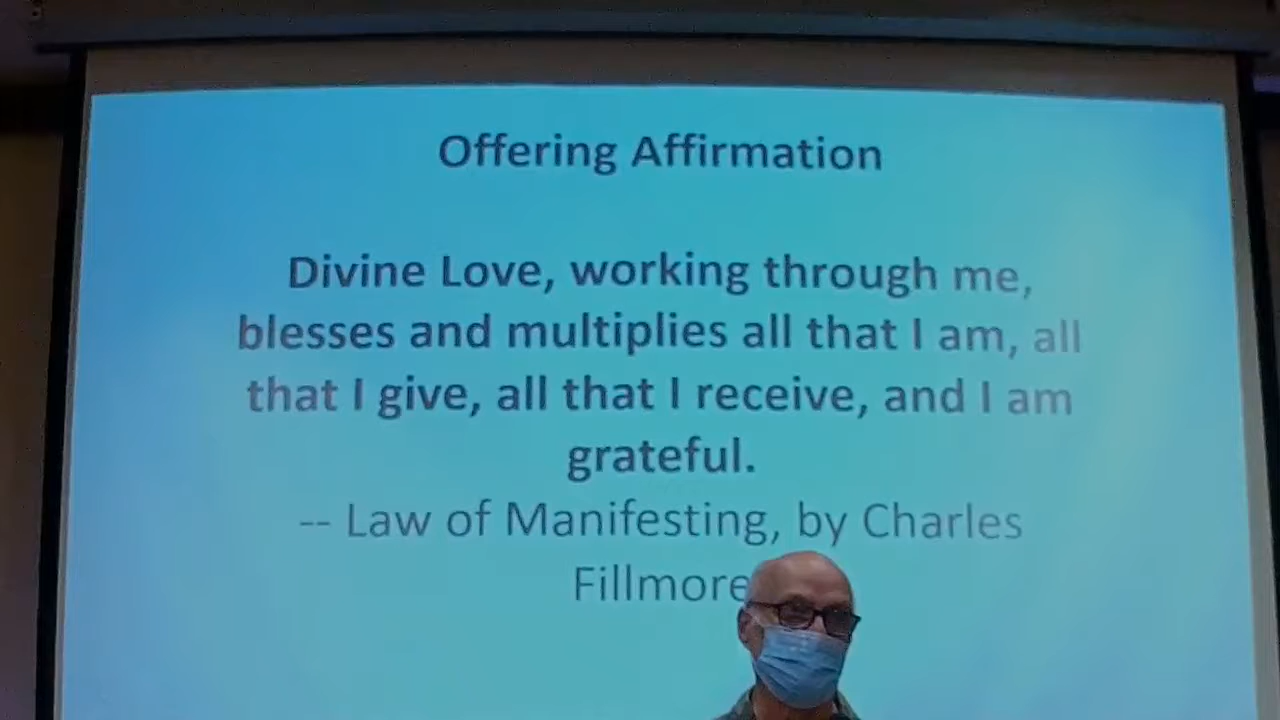 Offering Affirmation
Divine Love, working through me,
blesses and multiplies all that I am, all
that I give, all that I receive, and I am
grateful.
-- Law of Manifesting, by Charles
Fillmore